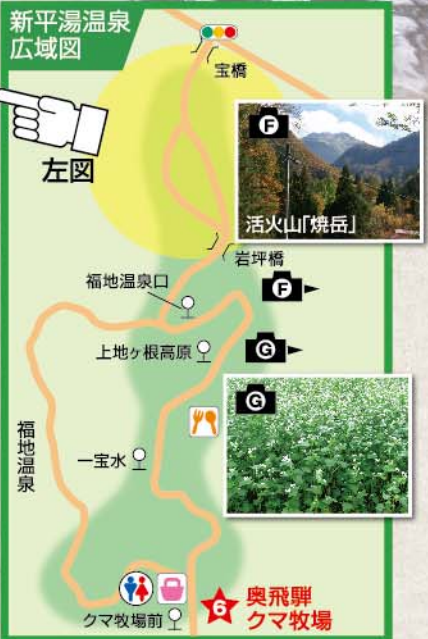 新平湯温泉
広域図
宝橋
左図
F
活火山「焼岳」
岩坪橋
福地温泉口
F
上地ヶ根高原
G
G
福地温泉
一宝水
クマ牧場前
6
奥飛騨
クマ牧場